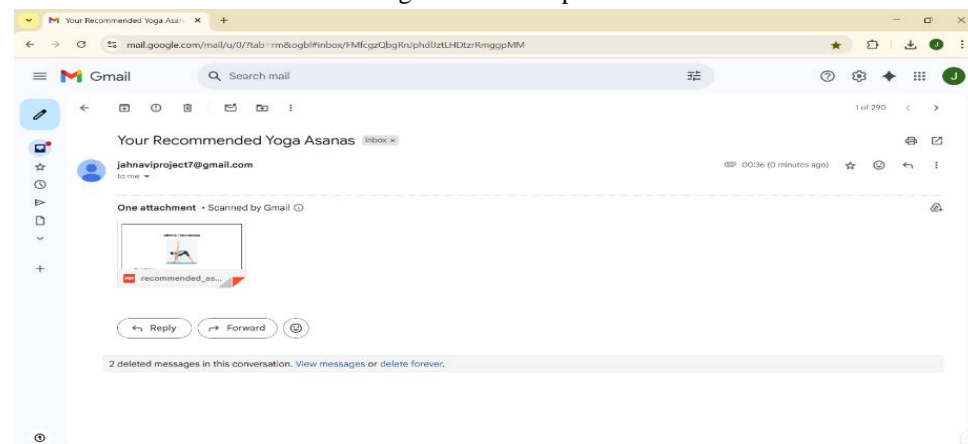 Your Recommended Yoga Asan
mail.google.com/mail/u/0/?tab=rm&ogbl#inbox/FMfcgzQbgRnJphdlJztLHDtzrRmggpMM
J
Gmail
Search mail
J
1 of 290
Your Recommended Yoga Asanas Inbox ×
jahnaviproject7@gmail.com 00:36 (0 minutes ago)
to me
One attachment • Scanned by Gmail
PDF recommended_as...
Reply Forward
2 deleted messages in this conversation. View messages or delete forever.